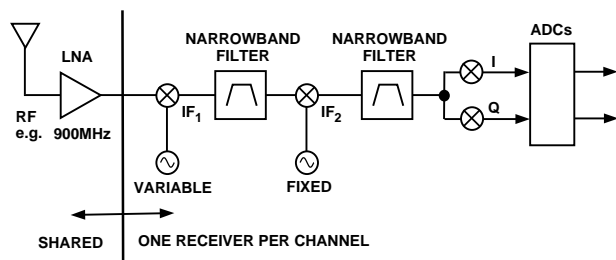 NARROWBAND
FILTER
NARROWBAND
FILTER
ADCs
LNA
I
RF
e.g. 900MHz
IF1
IF2
Q
VARIABLE
FIXED
SHARED
ONE RECEIVER PER CHANNEL